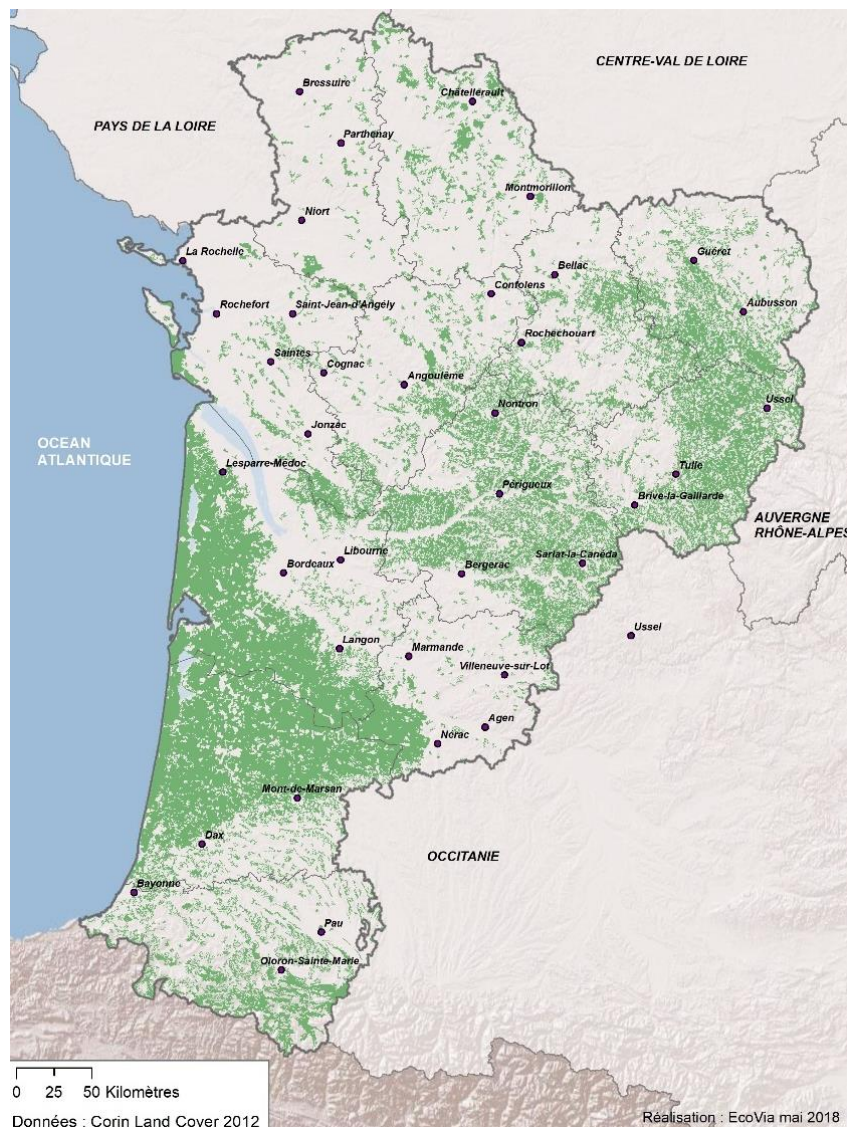 CENTRE-VAL DE LOIRE
Bressuire
Châtellerault
PAYS DE LA LOIRE
Parthenay
Montmorillon
Niort
La Rochelle
Guéret
Bellac
Confolens
Rochefort
Saint-Jean-d'Angély
Aubusson
Rochechouart
Saintes
Cognac
Angoulême
Ussel
Nontron
Jonzac
OCEAN
ATLANTIQUE
Lesparre-Médoc
Tulle
Périgueux
Brive-la-Gaillarde
AUVERGNE
RHÔNE-ALPES
Libourne
Sarlat-la-Canéda
Bordeaux
Bergerac
Ussel
Langon
Marmande
Villeneuve-sur-Lot
Agen
Nérac
Mont-de-Marsan
Dax
OCCITANIE
Bayonne
Pau
Oloron-Sainte-Marie
0 25 50 Kilomètres
Données : Corin Land Cover 2012
Réalisation : EcoVia mai 2018